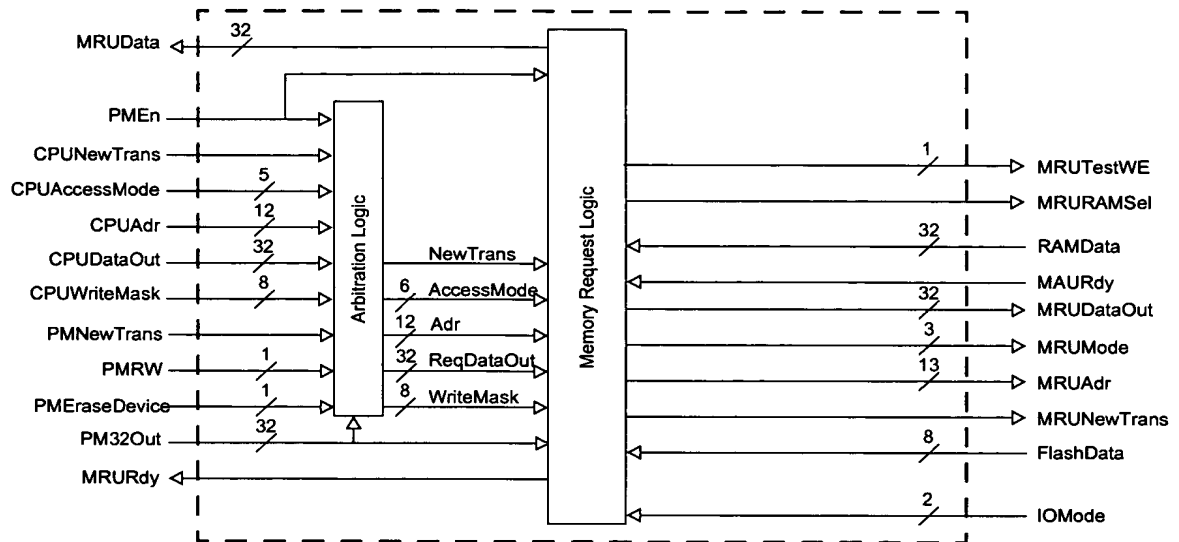 MRUData
32
PMEn
CPUNewTrans
CPUAccessMode
5
CPUAdr
12
CPUDataOut
32
CPUWriteMask
8
PMNewTrans
PMRW
1
PMEraseDevice
1
PM32Out
32
MRURdy
Arbitration Logic
NewTrans
6
AccessMode
12
Adr
32
ReqDataOut
8
WriteMask
Memory Request Logic
1
MRUTestWE
MRURAMSel
32
RAMData
MAURdy
32
MRUDataOut
3
MRUMode
13
MRUAdr
MRUNewTrans
8
FlashData
2
IOMode